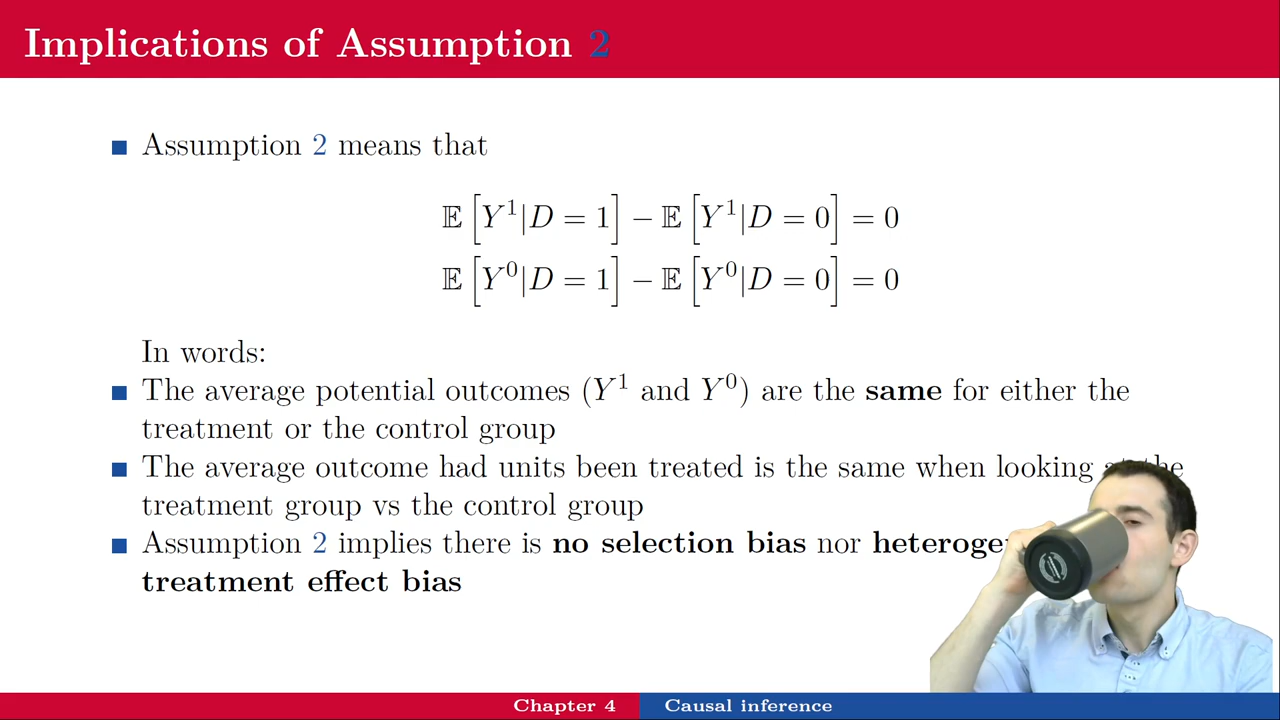 Implications of Assumption 2
Assumption 2 means that
𝔼[Y¹|D = 1] − 𝔼[Y¹|D = 0] = 0
𝔼[Y⁰|D = 1] − 𝔼[Y⁰|D = 0] = 0
In words:
The average potential outcomes (Y¹ and Y⁰) are the same for either the
treatment or the control group
The average outcome had units been treated is the same when looking at the
treatment group vs the control group
Assumption 2 implies there is no selection bias nor
treatment effect bias
Chapter 4 Causal inference